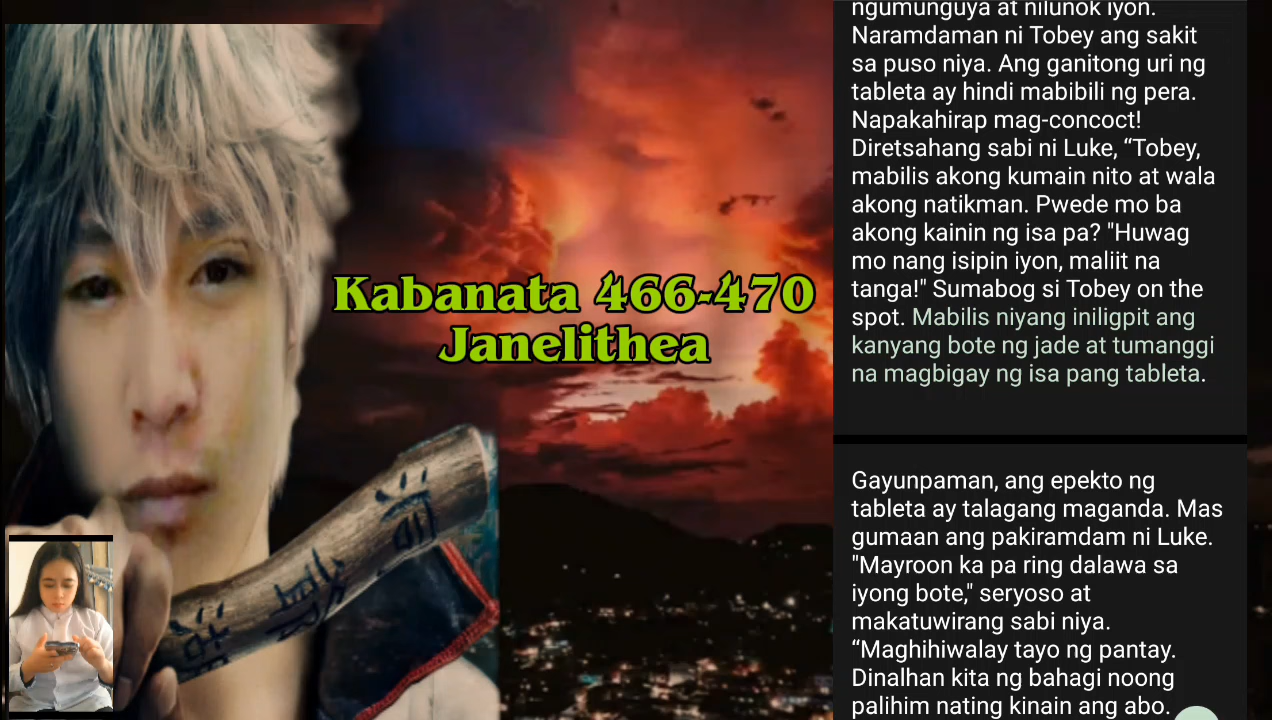 Kabanata 466-470
Janelithea
ngumunguya at nilunok iyon.
Naramdaman ni Tobey ang sakit
sa puso niya. Ang ganitong uri ng
tableta ay hindi mabibili ng pera.
Napakahirap mag-concoct!
Diretsahang sabi ni Luke, “Tobey,
mabilis akong kumain nito at wala
akong natikman. Pwede mo ba
akong kainin ng isa pa? "Huwag
mo nang isipin iyon, maliit na
tanga!" Sumabog si Tobey on the
spot. Mabilis niyang iniligpit ang
kanyang bote ng jade at tumanggi
na magbigay ng isa pang tableta.
Gayunpaman, ang epekto ng
tableta ay talagang maganda. Mas
gumaan ang pakiramdam ni Luke.
"Mayroon ka pa ring dalawa sa
iyong bote," seryoso at
makatuwirang sabi niya.
“Maghihiwalay tayo ng pantay.
Dinalhan kita ng bahagi noong
palihim nating kinain ang abo.